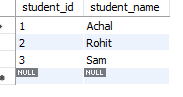 student_id student_name
1 Achal
2 Rohit
3 Sam
NULL NULL